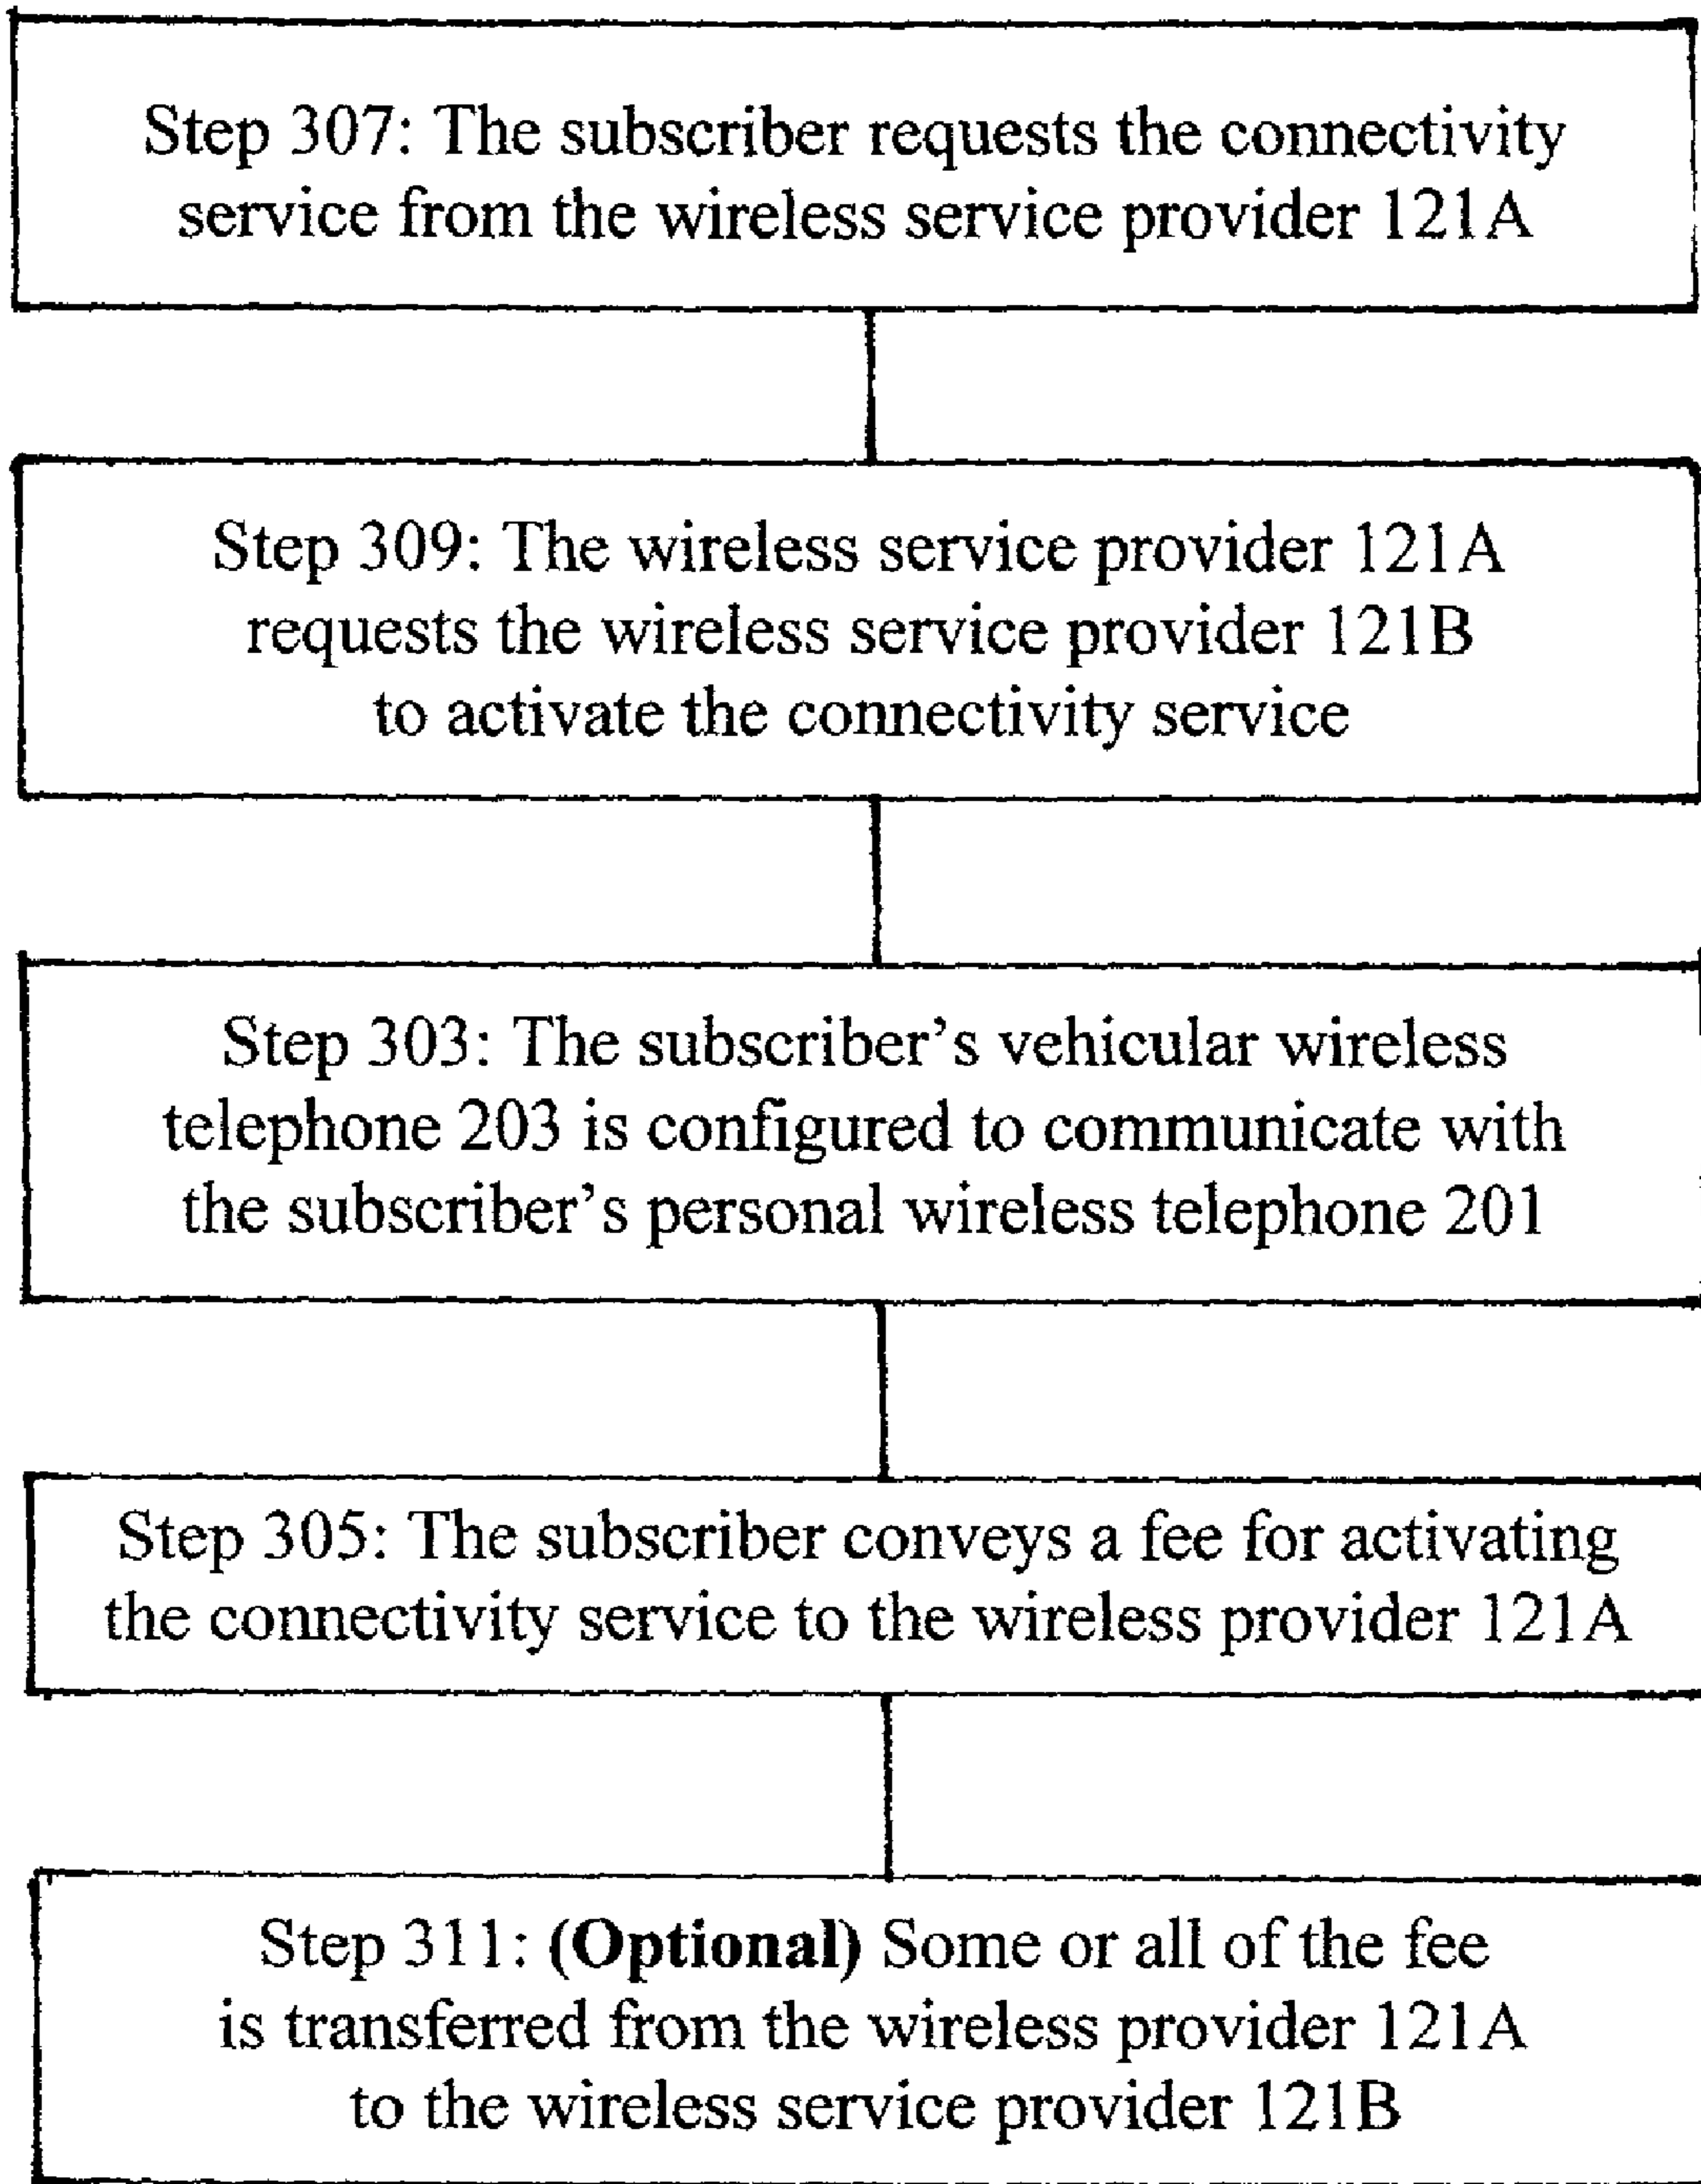 Step 307: The subscriber requests the connectivity
service from the wireless service provider 121A
Step 309: The wireless service provider 121A
requests the wireless service provider 121B
to activate the connectivity service
Step 303: The subscriber’s vehicular wireless
telephone 203 is configured to communicate with
the subscriber’s personal wireless telephone 201
Step 305: The subscriber conveys a fee for activating
the connectivity service to the wireless provider 121A
Step 311: (Optional) Some or all of the fee
is transferred from the wireless provider 121A
to the wireless service provider 121B